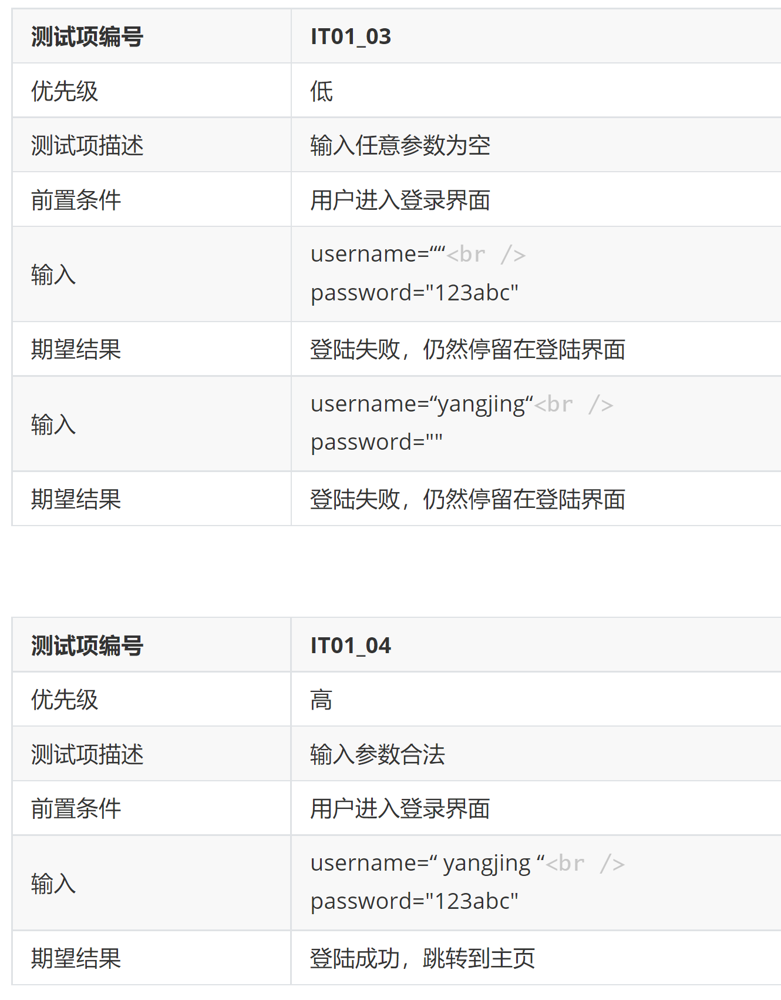 测试项编号 IT01_03
优先级 低
测试项描述 输入任意参数为空
前置条件 用户进入登录界面
输入 username=““<br />
password="123abc"
期望结果 登陆失败，仍然停留在登陆界面
输入 username=“yangjing“<br />
password=""
期望结果 登陆失败，仍然停留在登陆界面
测试项编号 IT01_04
优先级 高
测试项描述 输入参数合法
前置条件 用户进入登录界面
输入 username=“ yangjing “<br />
password="123abc"
期望结果 登陆成功，跳转到主页